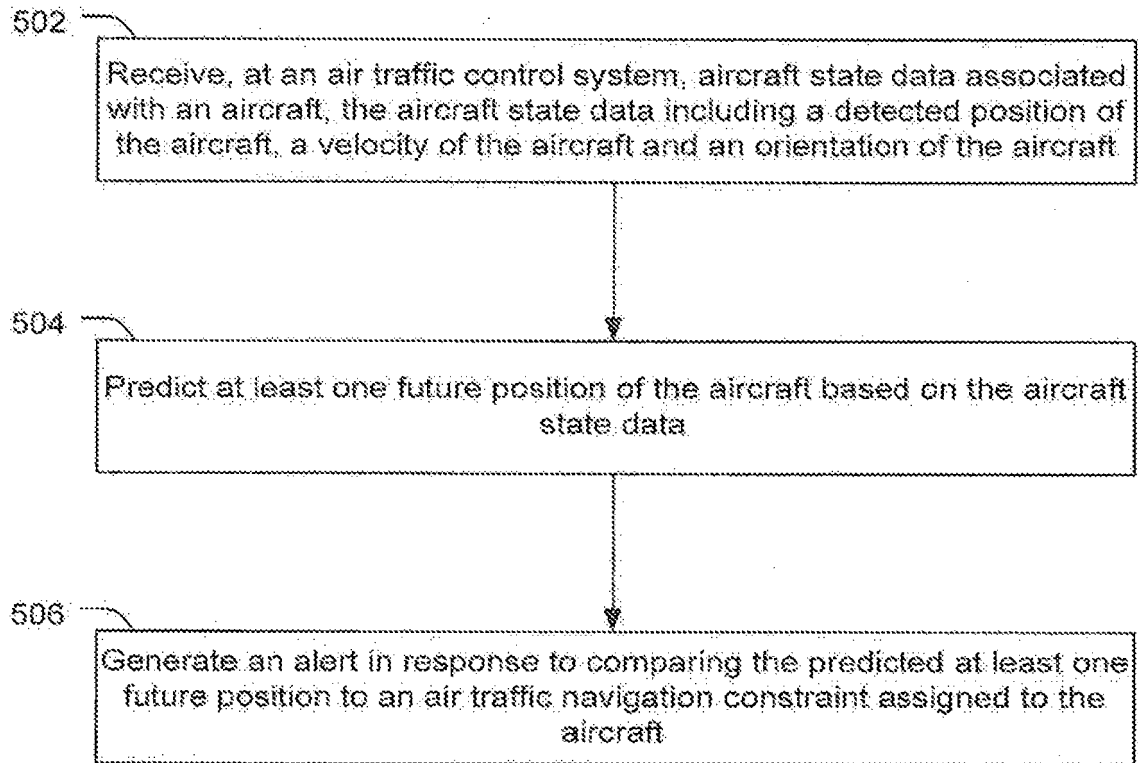 502
Receive, at an air traffic control system, aircraft state data associated
with an aircraft, the aircraft state data including a detected position of
the aircraft, a velocity of the aircraft and an orientation of the aircraft
504
Predict at least one future position of the aircraft based on the aircraft
state data
506
Generate an alert in response to comparing the predicted at least one
future position to an air traffic navigation constraint assigned to the
aircraft